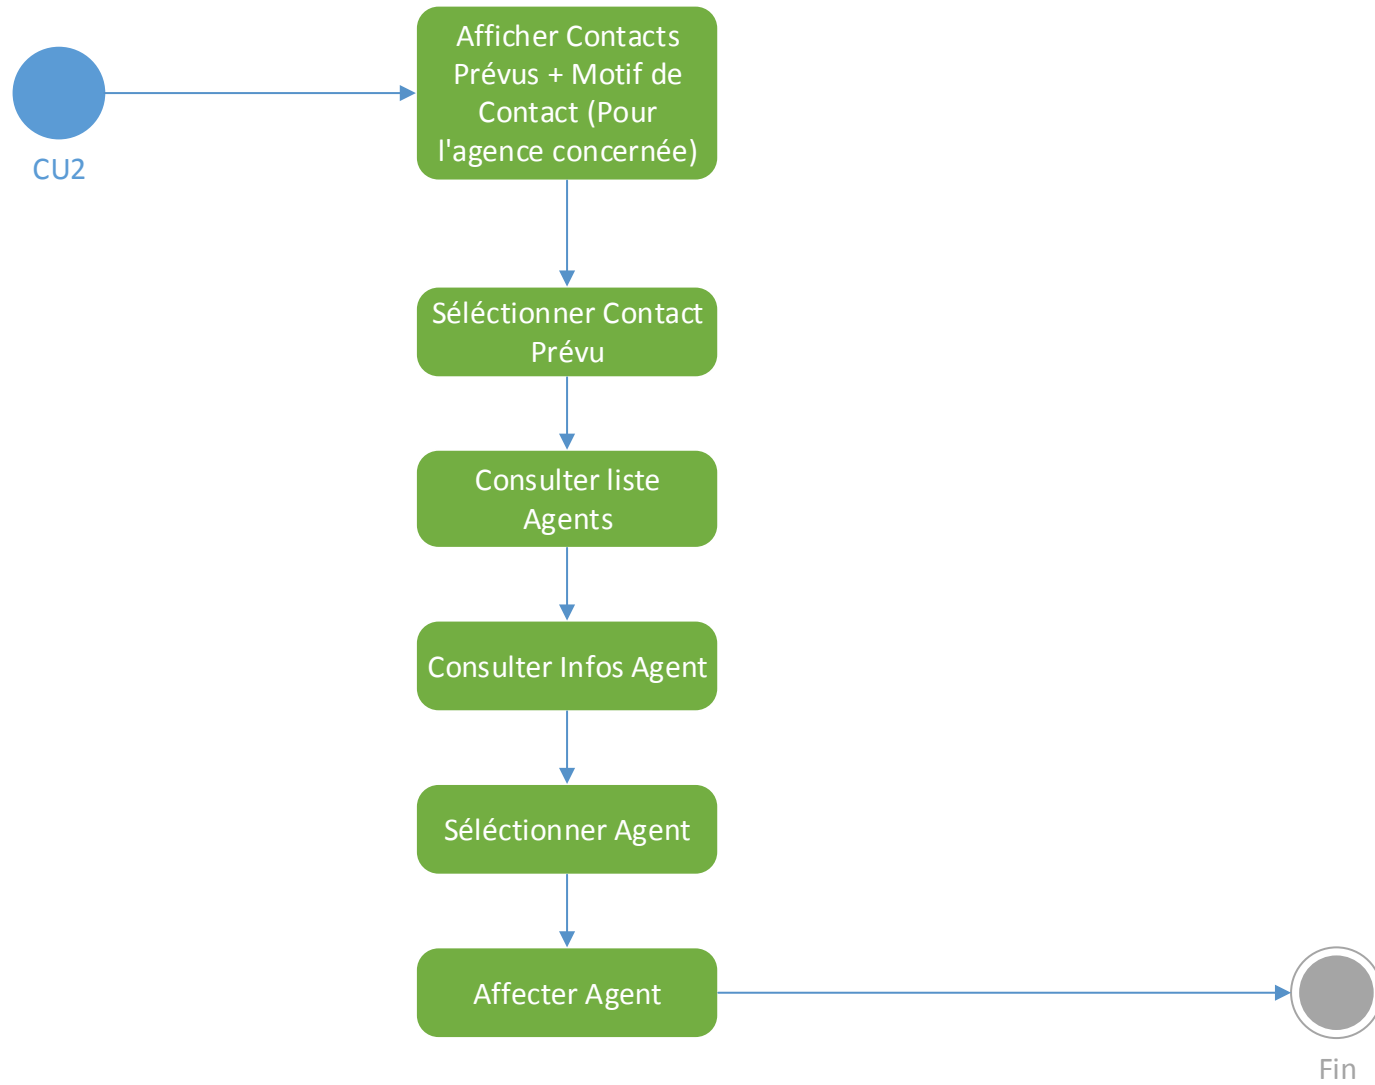 CU2
Afficher Contacts
Prévus + Motif de
Contact (Pour
l'agence concernée)
Séléctionner Contact
Prévu
Consulter liste
Agents
Consulter Infos Agent
Séléctionner Agent
Affecter Agent
Fin